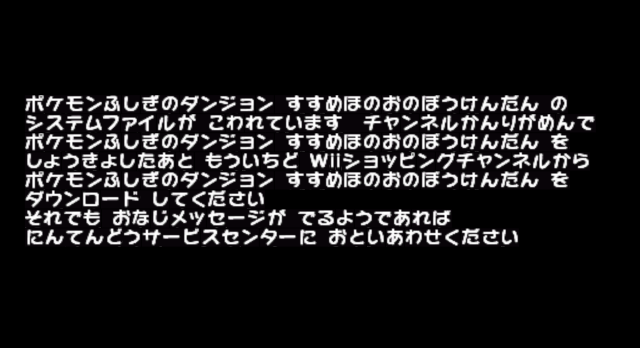 ポケモンふしぎのダンジョン すすめほのおのぼうけんだん の
システムファイルが こわれています　チャンネルかんりがめんで
ポケモンふしぎのダンジョン すすめほのおのぼうけんだん を
しょうきょしたあと もういちど Wiiショッピングチャンネルから
ポケモンふしぎのダンジョン すすめほのおのぼうけんだん を
ダウンロード してください
それでも おなじメッセージが でるようであれば
にんてんどうサービスセンターに おといあわせください